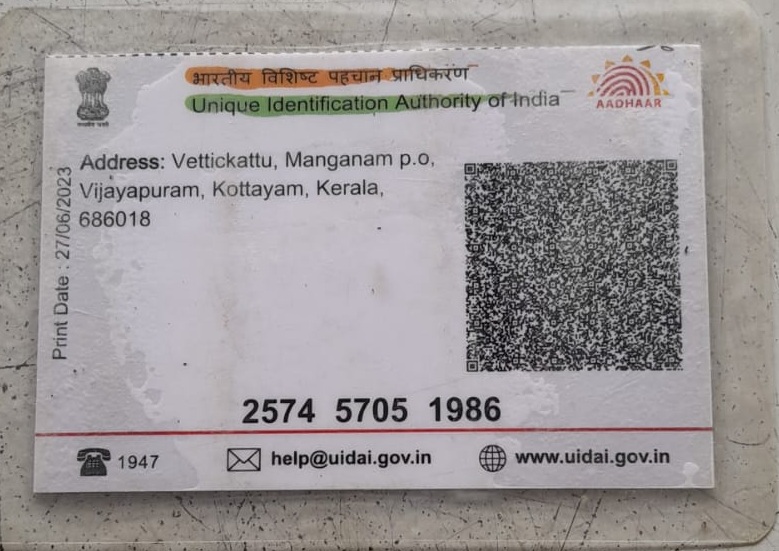 भारतीय विशिष्ट पहचान प्राधिकरण
Unique Identification Authority of India
AADHAAR
Address: Vettickattu, Manganam p.o,
Vijayapuram, Kottayam, Kerala,
686018
Print Date : 27/06/2023
2574 5705 1986
1947
help@uidai.gov.in
www.uidai.gov.in